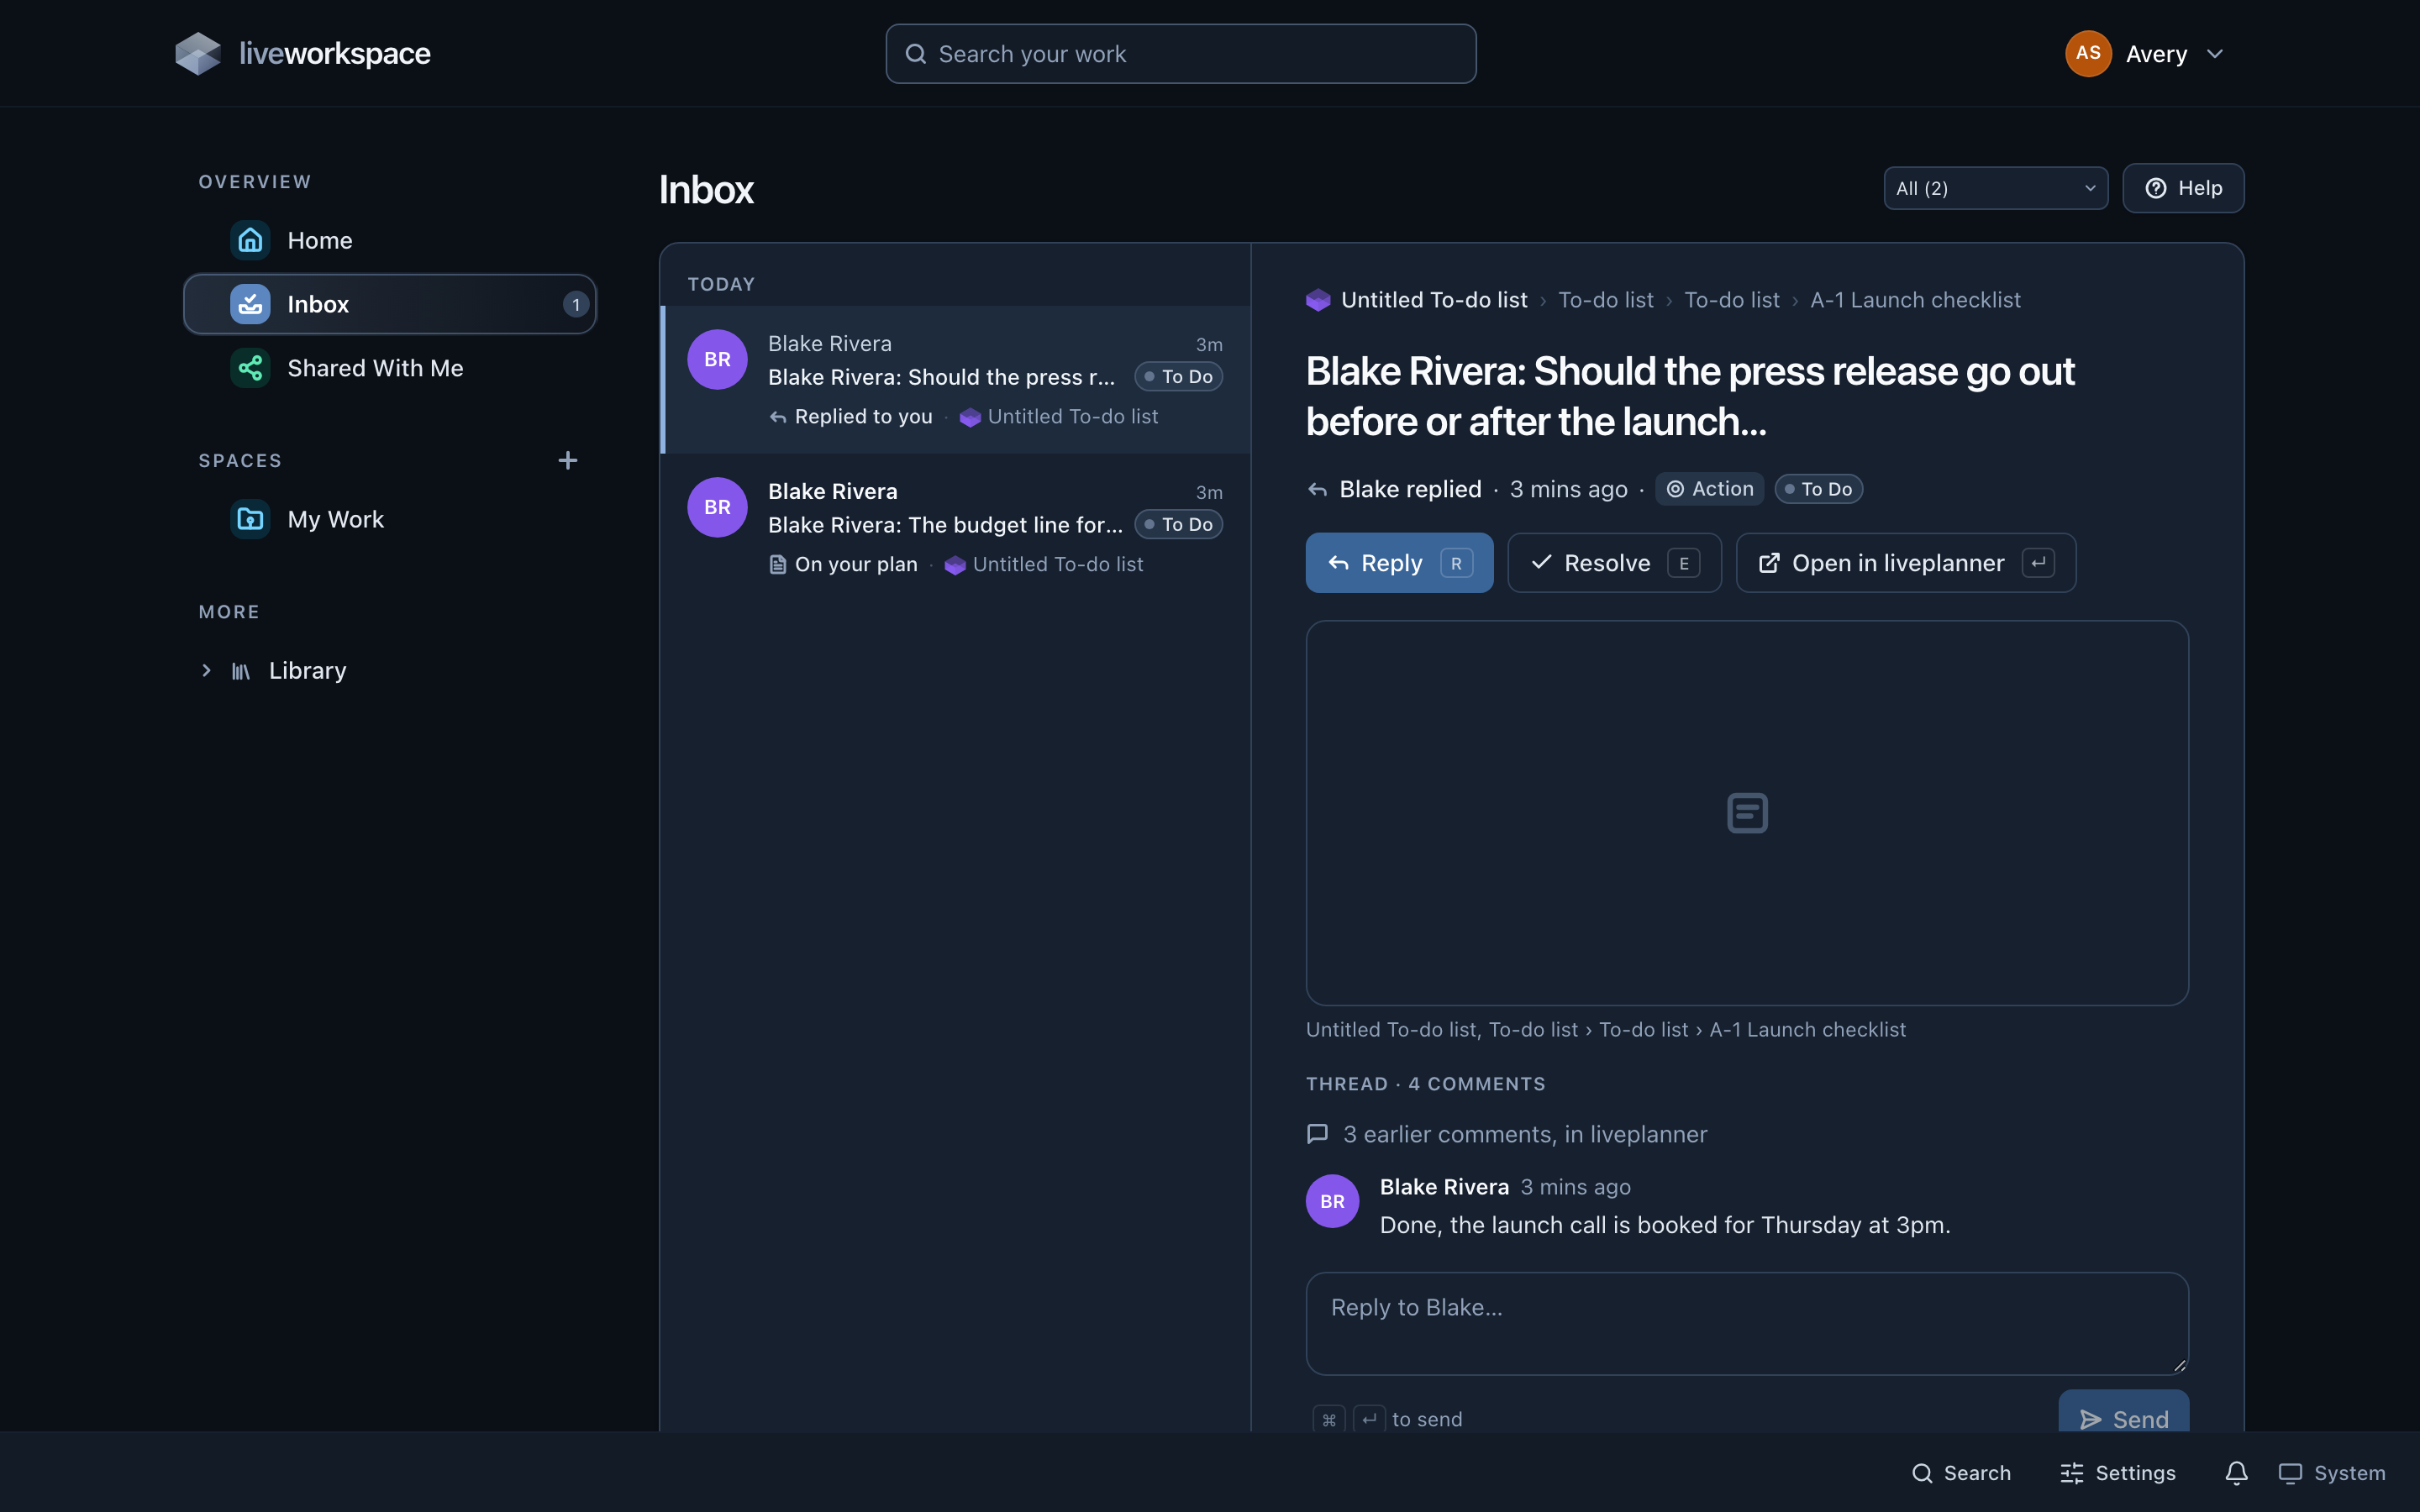 liveworkspace
Search your work
AS Avery
OVERVIEW
Home
Inbox 1
Shared With Me
SPACES
My Work
MORE
Library
Inbox
All (2)
Help
TODAY
BR
Blake Rivera 3m
Blake Rivera: Should the press r... To Do
Replied to you · Untitled To-do list
BR
Blake Rivera 3m
Blake Rivera: The budget line for... To Do
On your plan · Untitled To-do list
Untitled To-do list › To-do list › To-do list › A-1 Launch checklist
Blake Rivera: Should the press release go out
before or after the launch...
Blake replied · 3 mins ago · Action To Do
Reply R
Resolve E
Open in liveplanner ↵
Untitled To-do list, To-do list › To-do list › A-1 Launch checklist
THREAD · 4 COMMENTS
3 earlier comments, in liveplanner
BR
Blake Rivera 3 mins ago
Done, the launch call is booked for Thursday at 3pm.
Reply to Blake...
⌘ ↵ to send
Send
Search
Settings
System